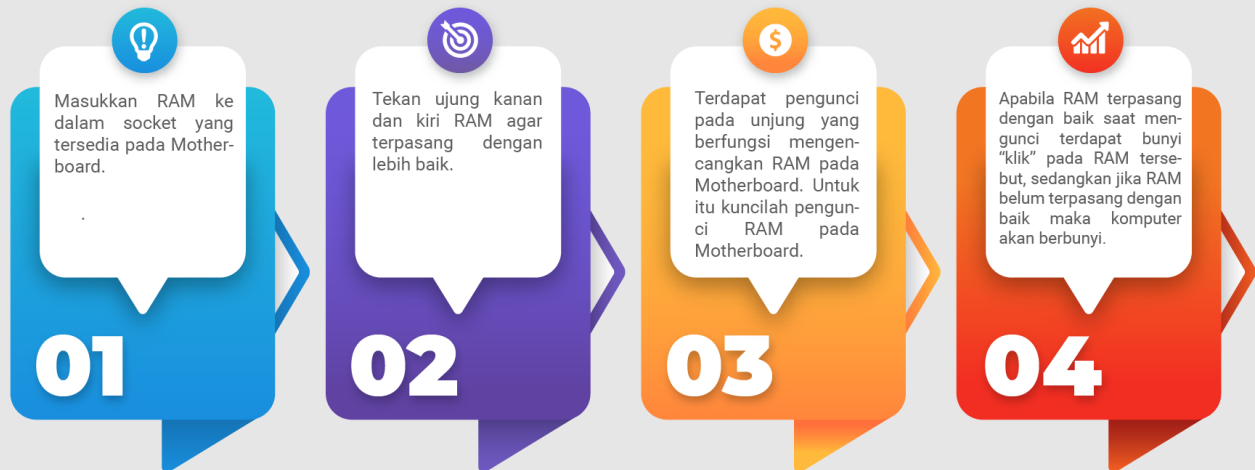 Masukkan RAM ke
dalam socket yang
tersedia pada Mother-
board.
.
01
Tekan ujung kanan
dan kiri RAM agar
terpasang dengan
lebih baik.
02
$
Terdapat pengunci
pada unjung yang
berfungsi mengen-
cangkan RAM pada
Motherboard. Untuk
itu kuncilah pengun-
ci RAM pada
Motherboard.
03
Apabila RAM terpasang
dengan baik saat men-
gunci terdapat bunyi
“klik” pada RAM terse-
but, sedangkan jika RAM
belum terpasang dengan
baik maka komputer
akan berbunyi.
04